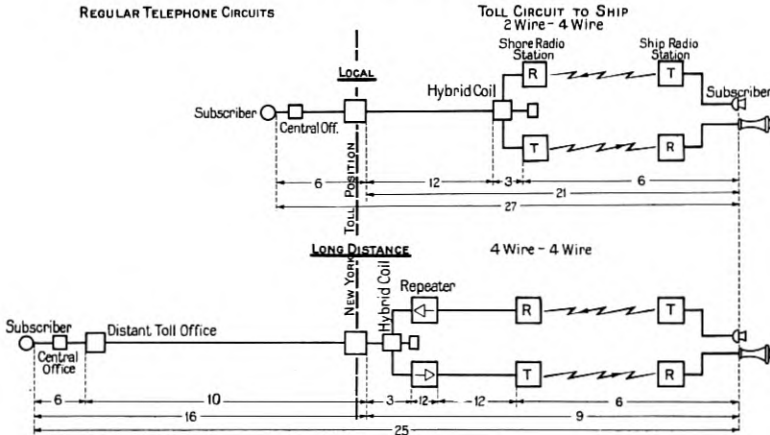 REGULAR TELEPHONE CIRCUITS
TOLL CIRCUIT TO SHIP
2 Wire - 4 Wire
Shore Radio
Station
Ship Radio
Station
LOCAL
R
T
Hybrid Coil
Subscriber
Subscriber
Central Off.
T
R
6
12
3
6
21
27
NEW YORK TOLL POSITION
LONG DISTANCE
4 Wire - 4 Wire
Hybrid Coil
Repeater
R
T
Subscriber
Distant Toll Office
Central
Office
T
R
6
10
3
12
-12
6
16
9
25